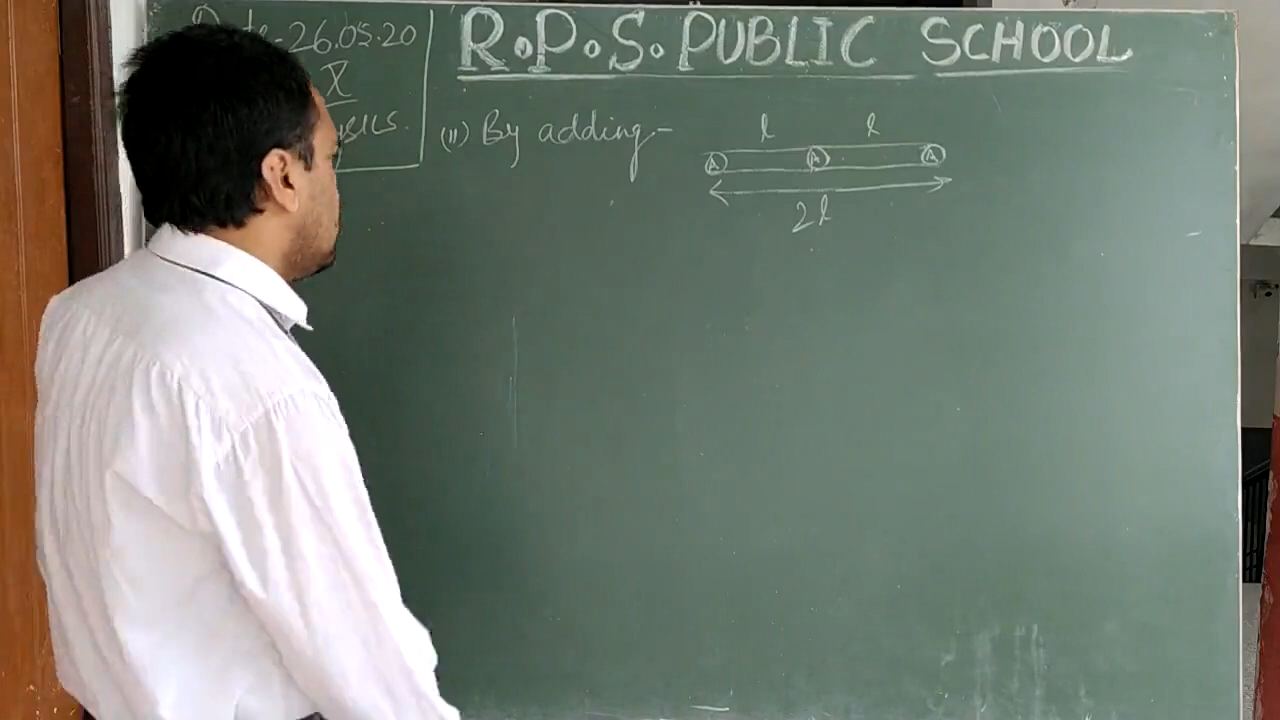 26.05.20
X
R.P.S. PUBLIC SCHOOL
(ii) By adding-
l l
A A A
2l